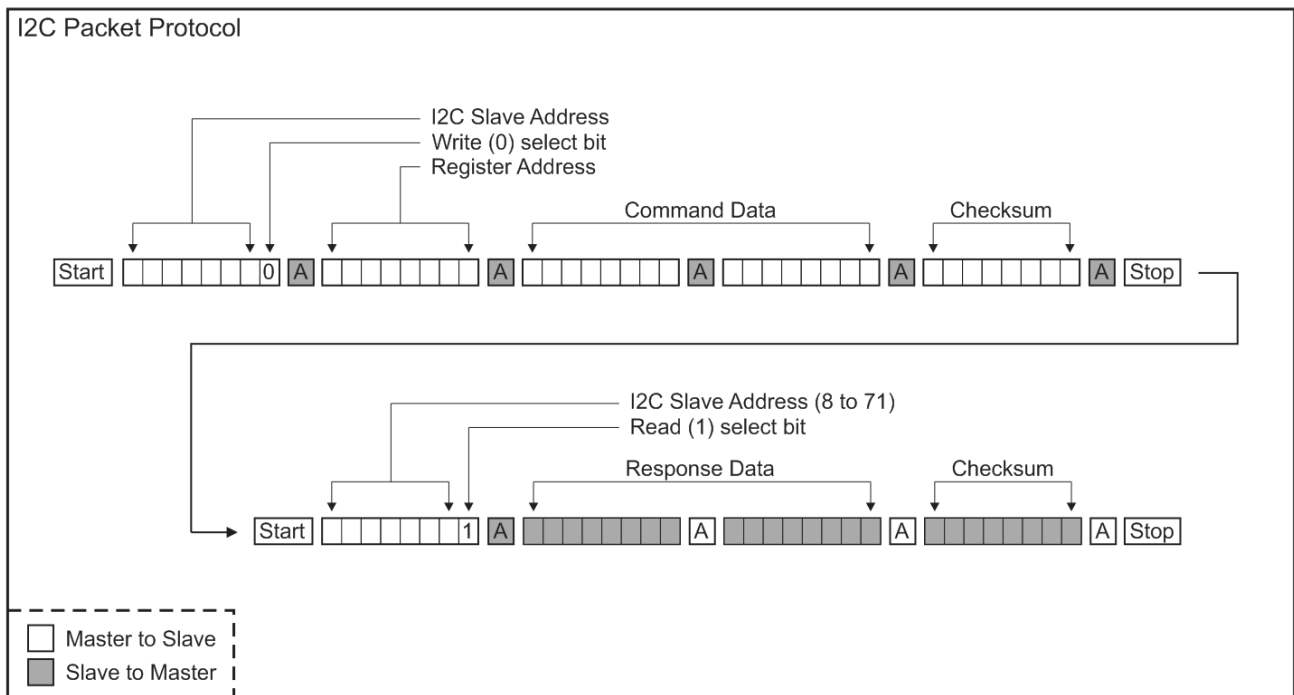 I2C Packet Protocol
I2C Slave Address
Write (0) select bit
Register Address
Command Data Checksum
Start 0 A A A A A Stop
I2C Slave Address (8 to 71)
Read (1) select bit
Response Data Checksum
Start 1 A A A A Stop
Master to Slave
Slave to Master